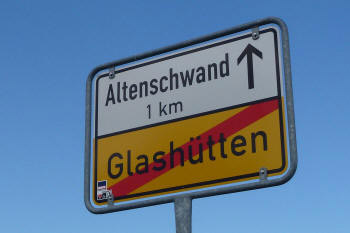 Altenschwand
1 km
Glashütten